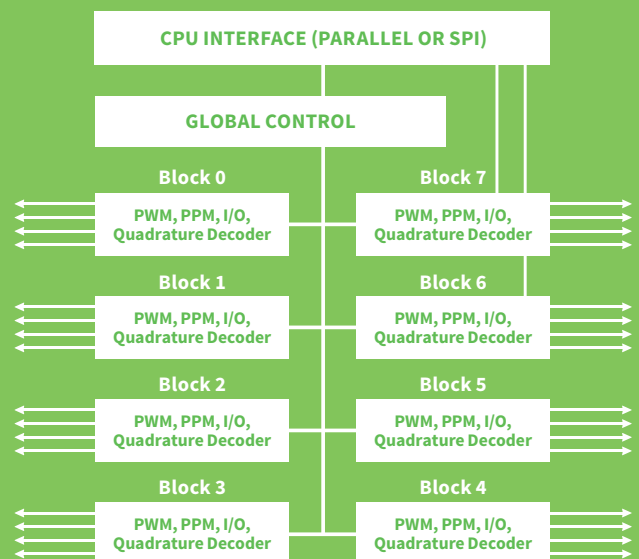 CPU INTERFACE (PARALLEL OR SPI)
GLOBAL CONTROL
Block 0
PWM, PPM, I/O,
Quadrature Decoder
Block 7
PWM, PPM, I/O,
Quadrature Decoder
Block 1
PWM, PPM, I/O,
Quadrature Decoder
Block 6
PWM, PPM, I/O,
Quadrature Decoder
Block 2
PWM, PPM, I/O,
Quadrature Decoder
Block 5
PWM, PPM, I/O,
Quadrature Decoder
Block 3
PWM, PPM, I/O,
Quadrature Decoder
Block 4
PWM, PPM, I/O,
Quadrature Decoder